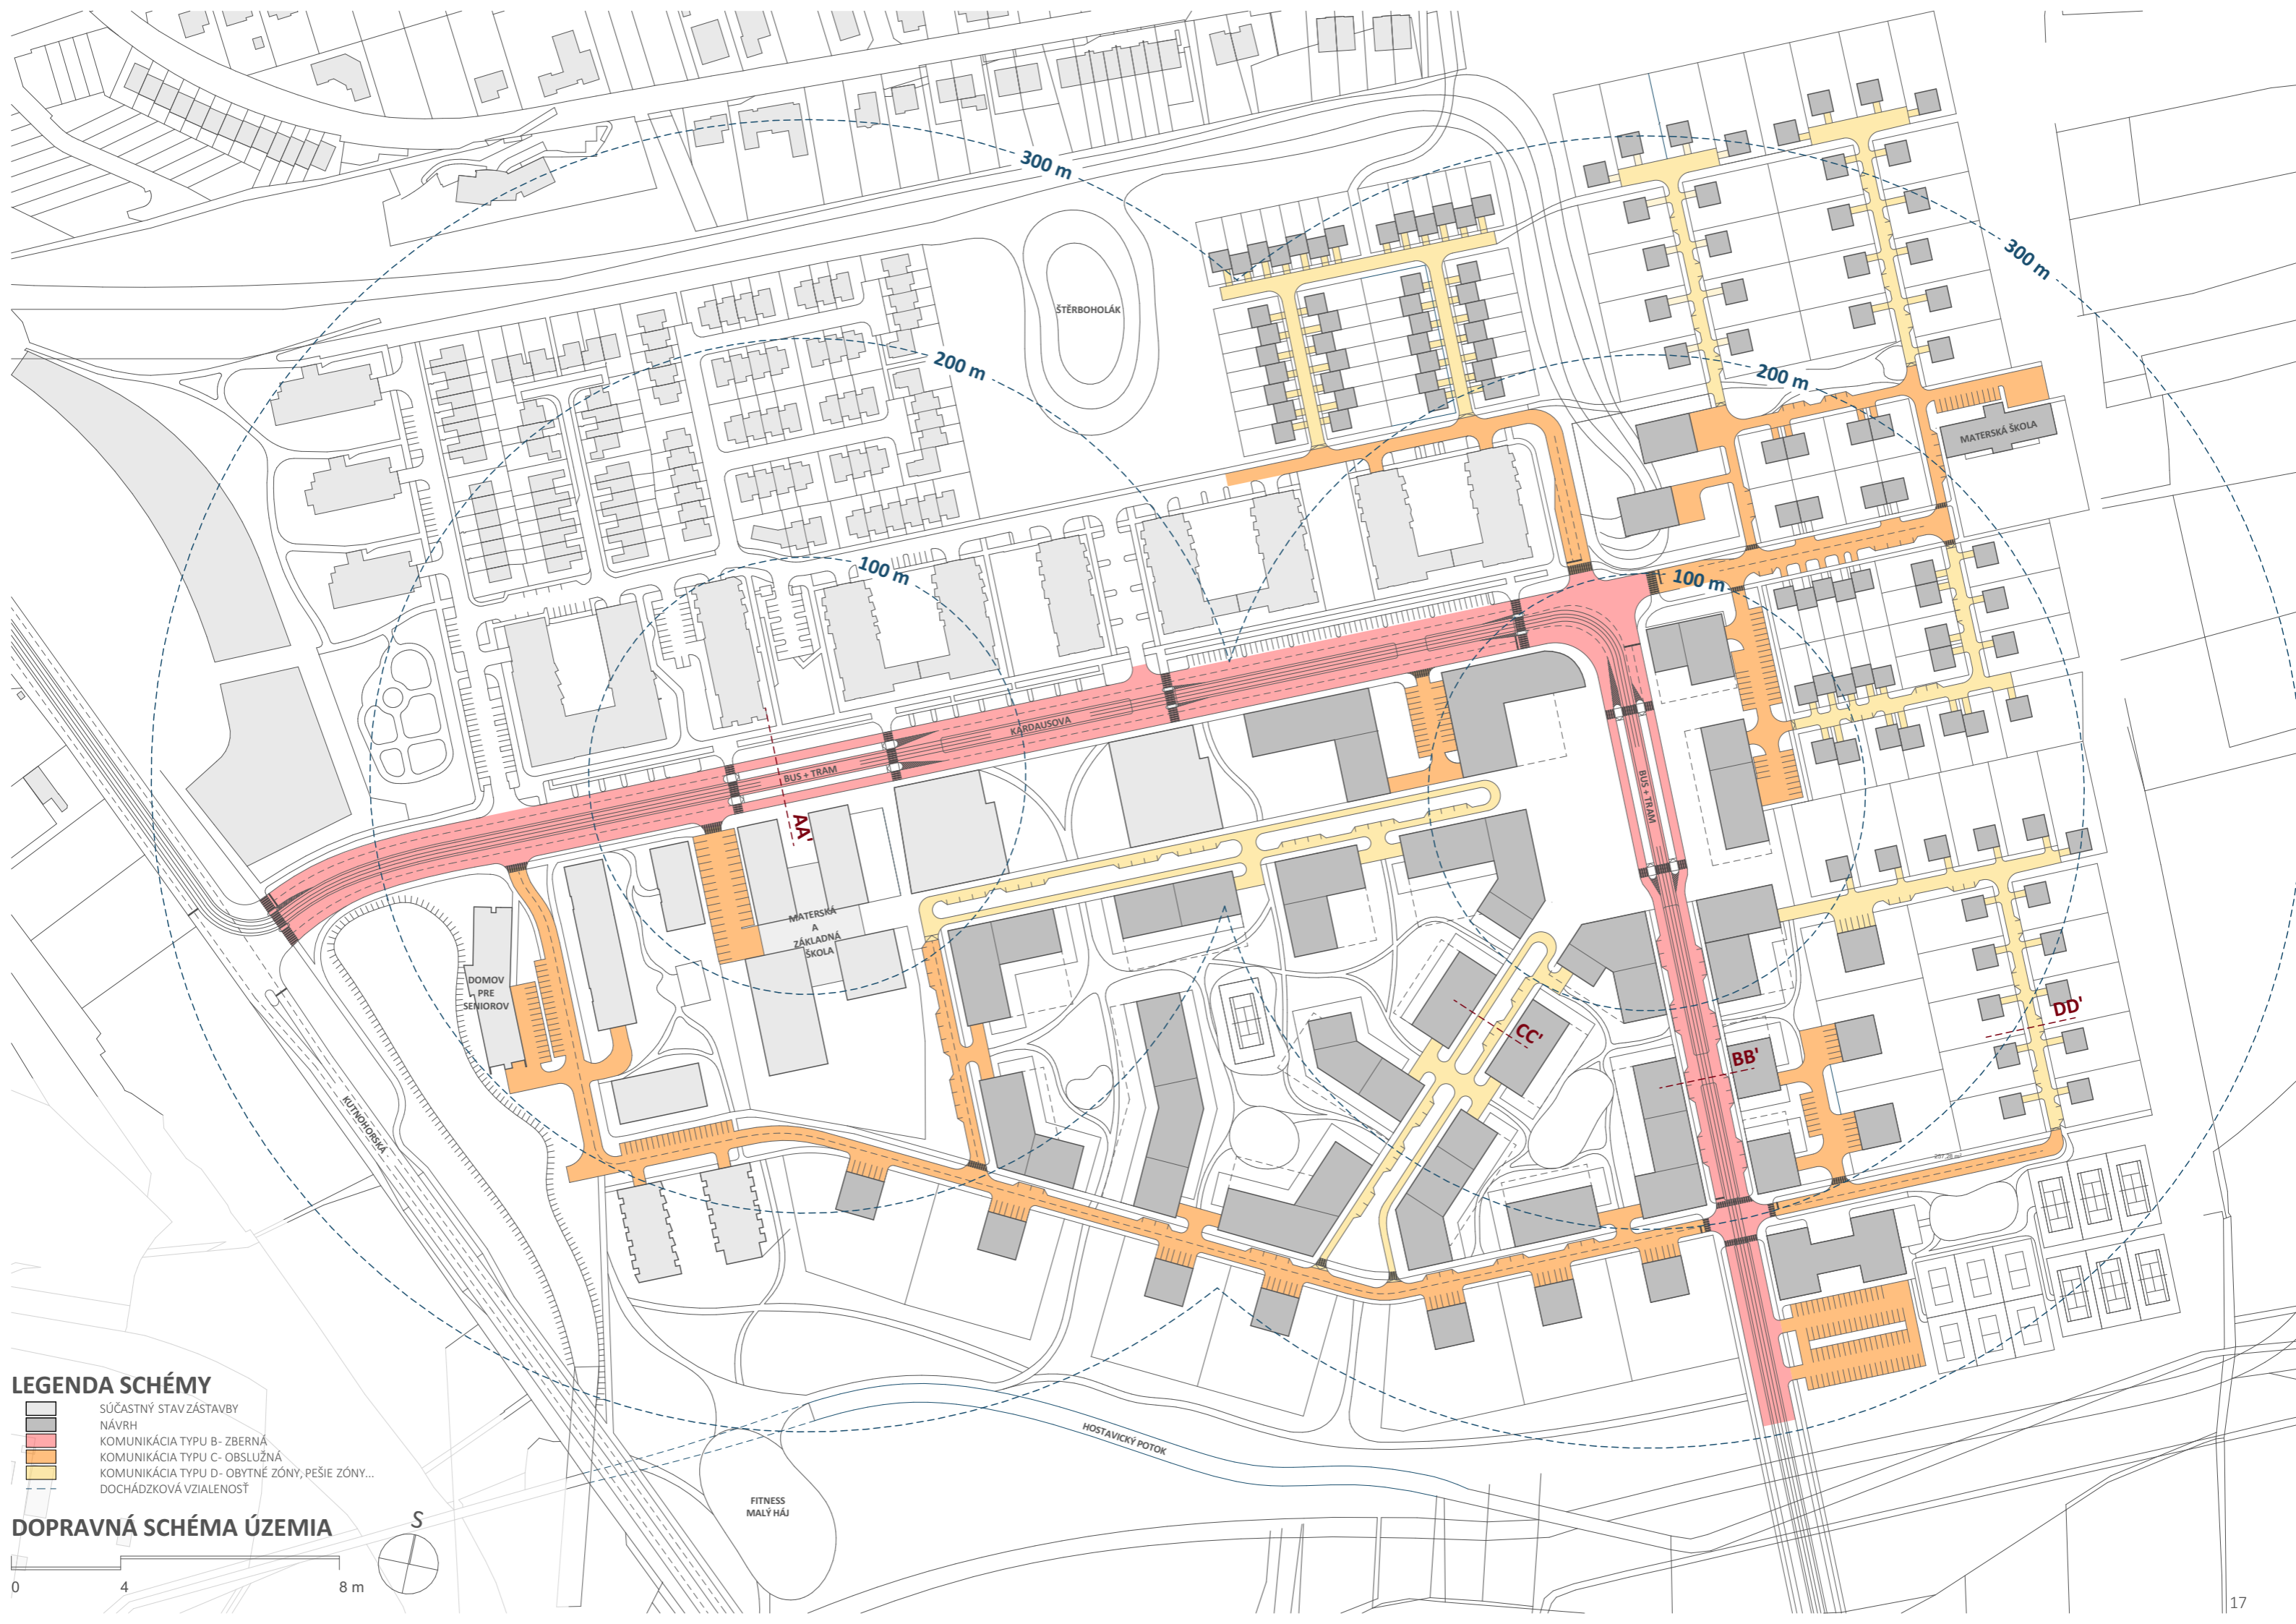 300 m
300 m
ŠTĚRBOHOLÁK
200 m
200 m
MATERSKÁ ŠKOLA
100 m
100 m
KARDAUSOVA
BUS + TRAM
BUS + TRAM
AA'
MATERSKÁ
A
ZÁKLADNÁ
ŠKOLA
DOMOV
PRE
SENIOROV
CC'
DD'
BB'
KUTNOHORSKÁ
257,28 m²
HOSTAVICKÝ POTOK
FITNESS
MALÝ HÁJ
LEGENDA SCHÉMY
SÚČASTNÝ STAV ZÁSTAVBY
NÁVRH
KOMUNIKÁCIA TYPU B- ZBERNÁ
KOMUNIKÁCIA TYPU C- OBSLUŽNÁ
KOMUNIKÁCIA TYPU D- OBYTNÉ ZÓNY, PEŠIE ZÓNY...
DOCHÁDZKOVÁ VZIALENOSŤ
DOPRAVNÁ SCHÉMA ÚZEMIA
S
0 4 8 m
17